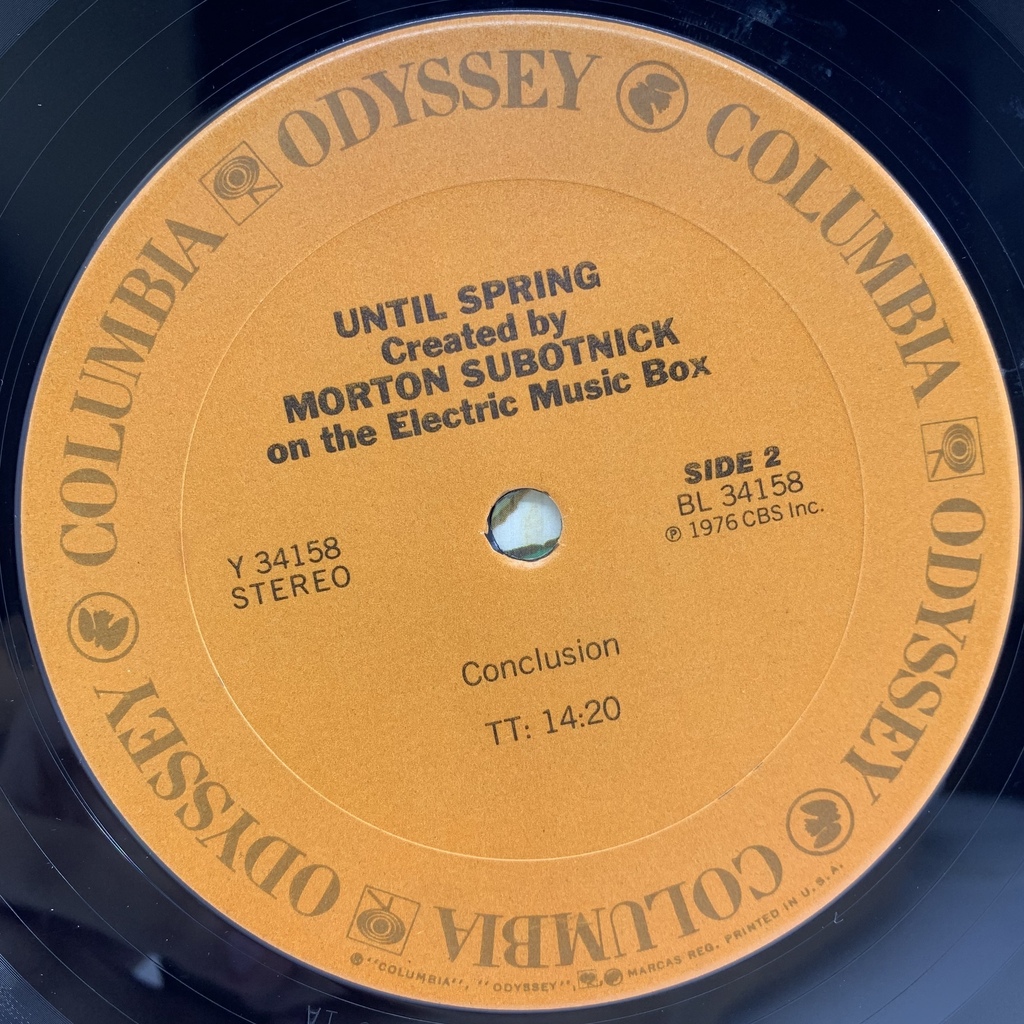 COLUMBIA ODYSSEY COLUMBIA ODYSSEY COLUMBIA ODYSSEY
UNTIL SPRING
Created by
MORTON SUBOTNICK
on the Electric Music Box
SIDE 2
BL 34158
℗ 1976 CBS Inc.
Y 34158
STEREO
Conclusion
TT: 14:20
® "COLUMBIA", "ODYSSEY", MARCAS REG. PRINTED IN U.S.A.